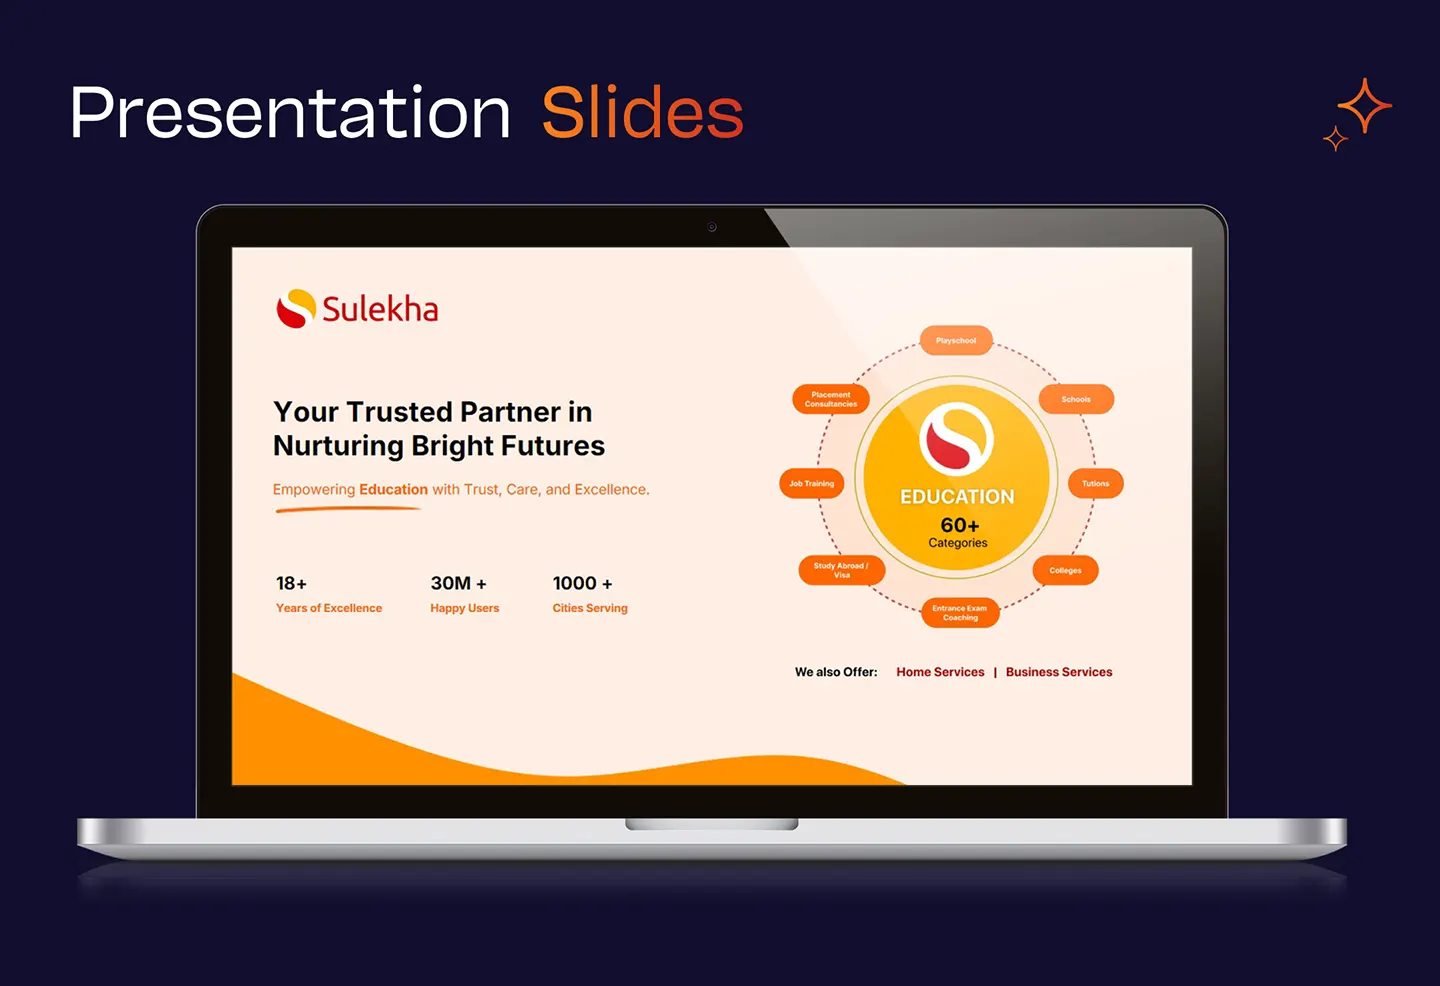 Presentation Slides
Sulekha
Your Trusted Partner in
Nurturing Bright Futures
Empowering Education with Trust, Care, and Excellence.
18+
Years of Excellence
30M +
Happy Users
1000 +
Cities Serving
Playschool
Schools
Tutions
Colleges
Entrance Exam
Coaching
Study Abroad /
Visa
Job Training
Placement
Consultancies
EDUCATION
60+
Categories
We also Offer: Home Services | Business Services